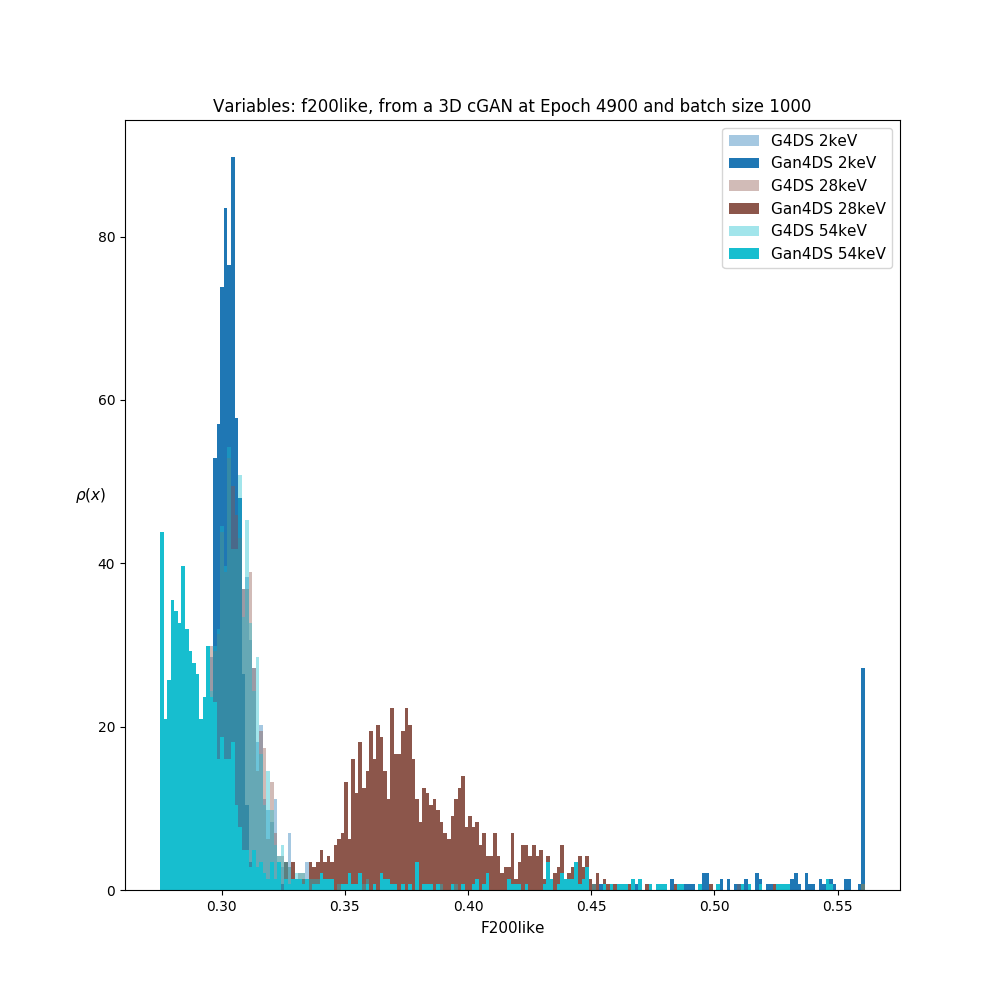 Variables: f200like, from a 3D cGAN at Epoch 4900 and batch size 1000
G4DS 2keV
Gan4DS 2keV
G4DS 28keV
Gan4DS 28keV
G4DS 54keV
Gan4DS 54keV
80
60
ρ(x)
40
20
0
0.30 0.35 0.40 0.45 0.50 0.55
F200like